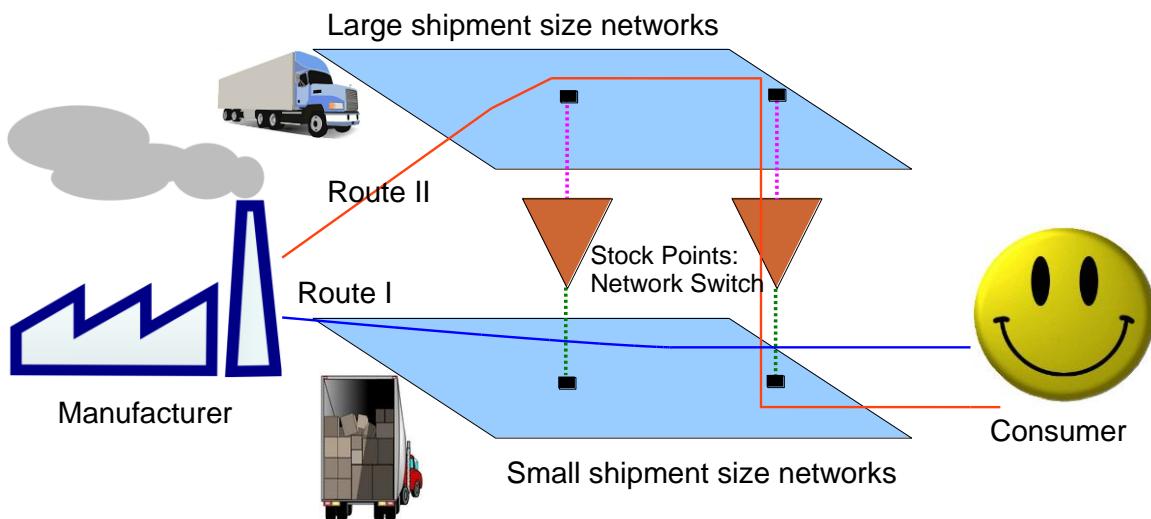 Large shipment size networks
Route II
Stock Points:
Network Switch
Route I
Manufacturer
Consumer
Small shipment size networks